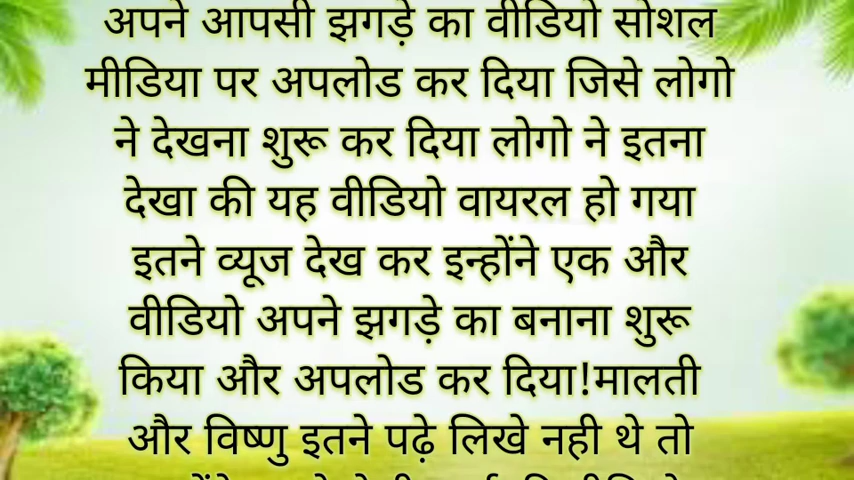 अपने आपसी झगड़े का वीडियो सोशल
मीडिया पर अपलोड कर दिया जिसे लोगो
ने देखना शुरू कर दिया लोगो ने इतना
देखा की यह वीडियो वायरल हो गया
इतने व्यूज देख कर इन्होंने एक और
वीडियो अपने झगड़े का बनाना शुरू
किया और अपलोड कर दिया!मालती
और विष्णु इतने पढ़े लिखे नही थे तो